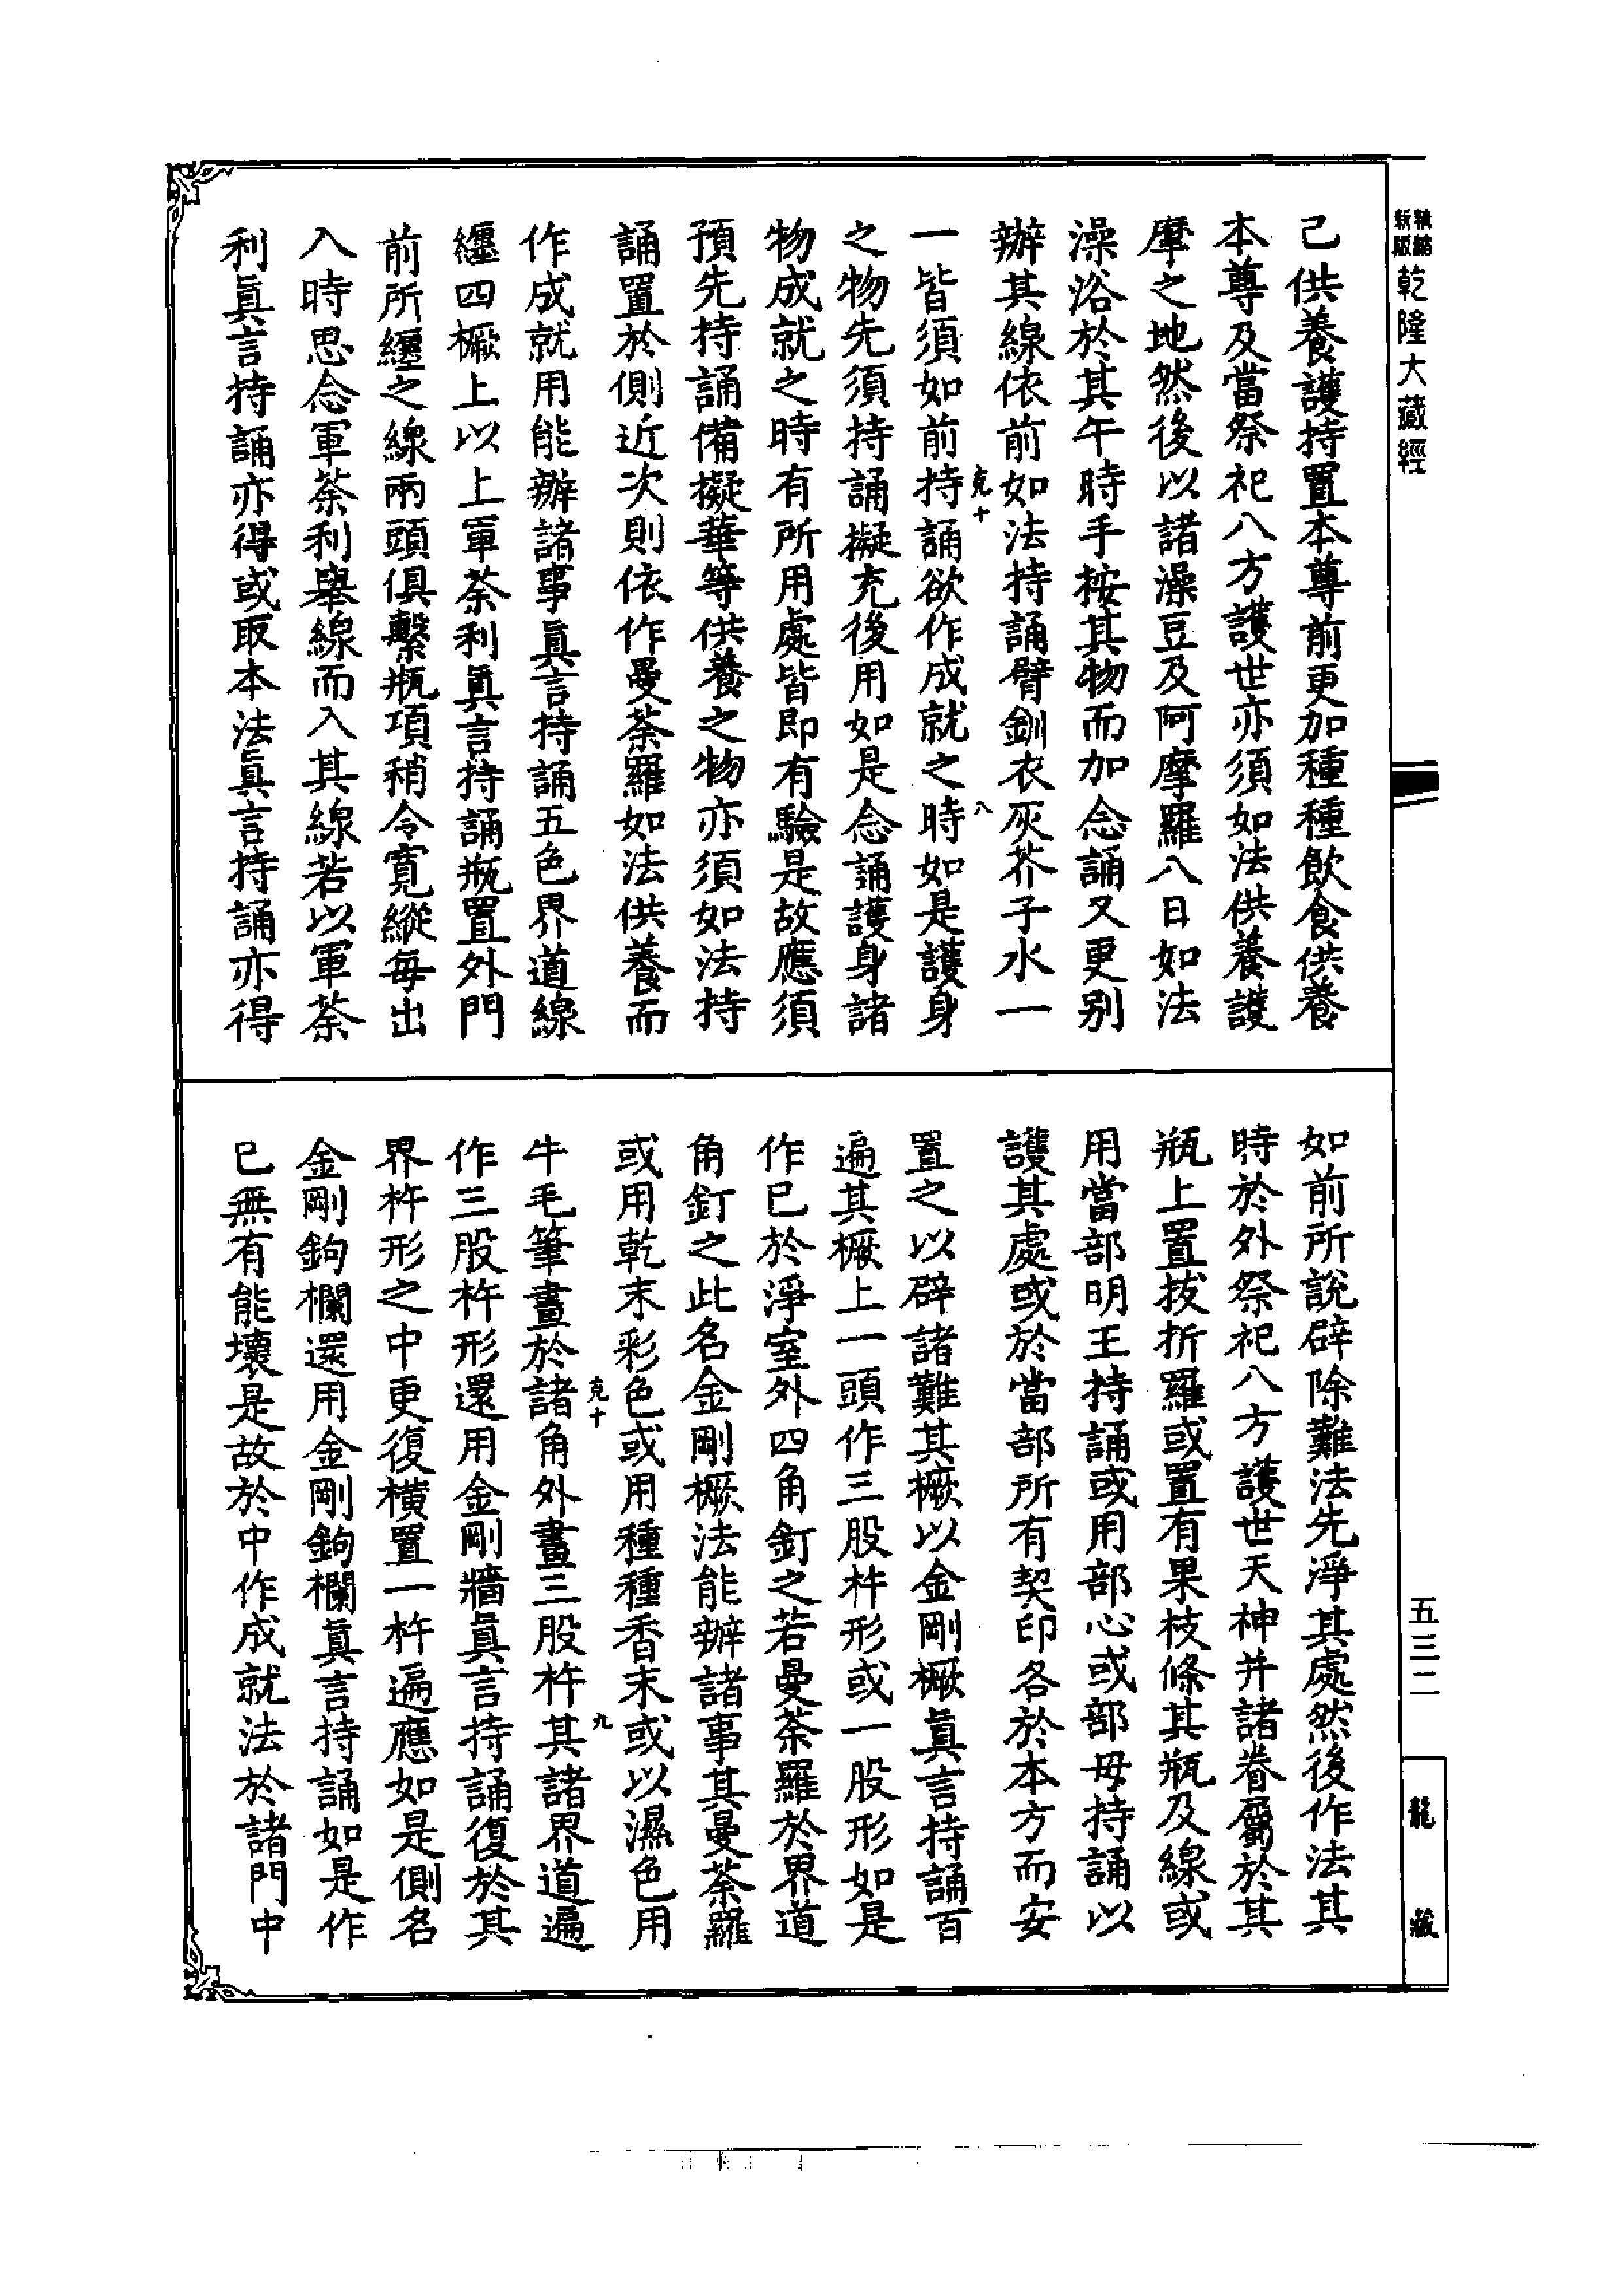 新版
精縮
乾隆大藏經
己供養護持置本尊前更加種種飲食供養
本尊及當祭祀八方護世亦須如法供養護
摩之地然後以諸澡豆及阿摩羅八日如法
澡浴於其午時手按其物而加念誦又更别
辦其線依前如法持誦臂釧衣灰芥子水一
克十
八
一皆須如前持誦欲作成就之時如是護身
之物先須持誦擬充後用如是念誦護身諸
物成就之時有所用處皆即有驗是故應須
預先持誦備擬華等供養之物亦須如法持
誦置於側近次則依作曼荼羅如法供養而
作成就用能辦諸事眞言持誦五色界道線
纏四橛上以上軍荼利眞言持誦瓶置外門
前所纏之線兩頭俱繫瓶項稍令寬縱每出
入時思念軍荼利舉線而入其線若以軍荼
利眞言持誦亦得或取本法眞言持誦亦得
如前所說辟除難法先淨其處然後作法其
時於外祭祀八方護世天神并諸眷屬於其
瓶上置拔折羅或置有果枝條其瓶及線或
用當部明王持誦或用部心或部母持誦以
護其處或於當部所有契印各於本方而安
置之以辟諸難其橛以金剛橛眞言持誦百
遍其橛上一頭作三股杵形或一股形如是
作已於淨室外四角釘之若曼荼羅於界道
角釘之此名金剛橛法能辦諸事其曼荼羅
或用乾末彩色或用種種香末或以濕色用
克十
九
牛毛筆畫於諸角外畫三股杵其諸界道遍
作三股杵形還用金剛牆眞言持誦復於其
界杵形之中更復橫置一杵遍應如是側名
金剛鉤欄還用金剛鉤欄眞言持誦如是作
已無有能壞是故於中作成就法於諸門中
五三二
龍藏